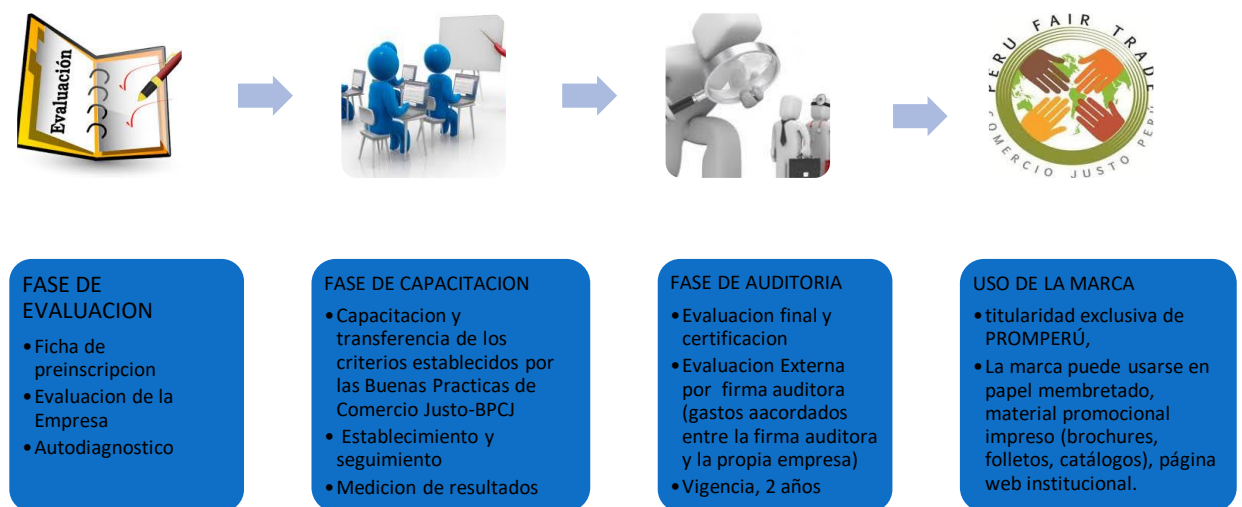 Evaluación
PERU FAIR TRADE
COMERCIO JUSTO PERÚ
FASE DE
EVALUACION
•Ficha de
preinscripcion
•Evaluacion de la
Empresa
•Autodiagnostico
FASE DE CAPACITACION
•Capacitacion y
transferencia de los
criterios establecidos por
las Buenas Practicas de
Comercio Justo-BPCJ
• Establecimiento y
seguimiento
•Medicion de resultados
FASE DE AUDITORIA
•Evaluacion final y
certificacion
•Evaluacion Externa
por firma auditora
(gastos aacordados
entre la firma auditora
y la propia empresa)
•Vigencia, 2 años
USO DE LA MARCA
•titularidad exclusiva de
PROMPERÚ,
•La marca puede usarse en
papel membretado,
material promocional
impreso (brochures,
folletos, catálogos), página
web institucional.